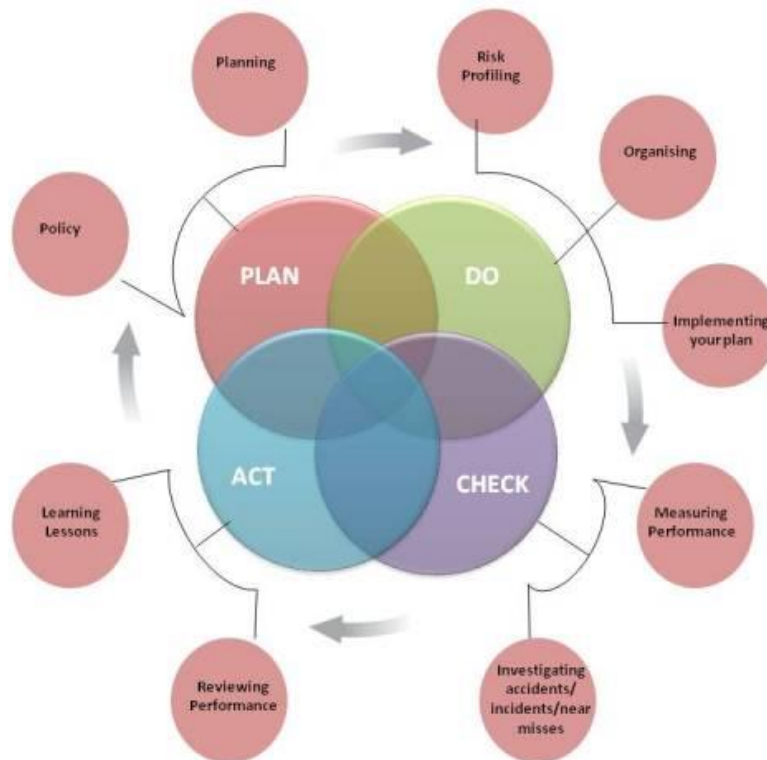 Planning
Risk
Profiling
Organising
Policy
PLAN
DO
Implementing
your plan
ACT
CHECK
Learning
Lessons
Measuring
Performance
Reviewing
Performance
Investigating
accidents/
incidents/near
misses